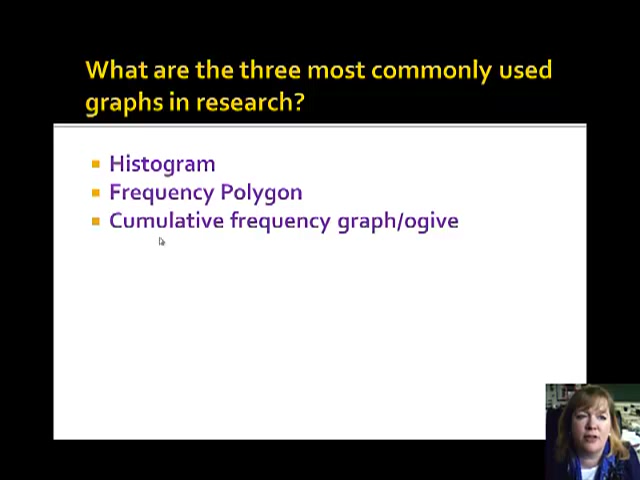 What are the three most commonly used
graphs in research?
Histogram
Frequency Polygon
Cumulative frequency graph/ogive